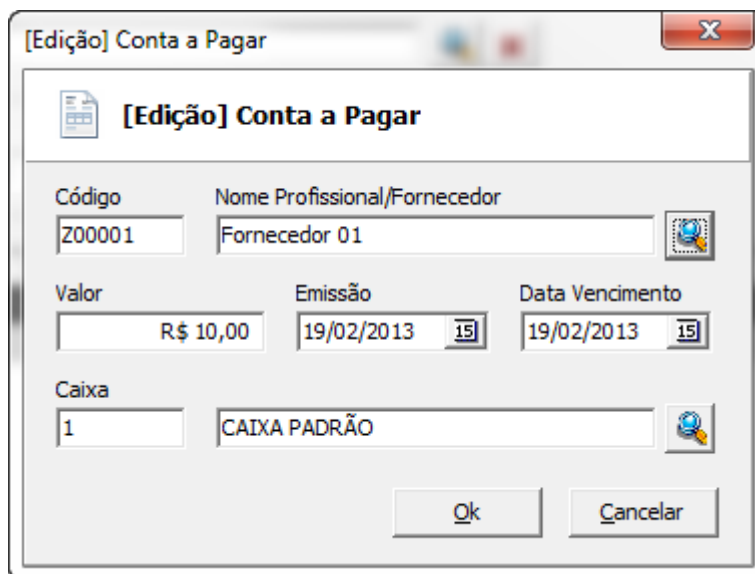 [Edição] Conta a Pagar
[Edição] Conta a Pagar
Código Nome Profissional/Fornecedor
Z00001 Fornecedor 01
Valor Emissão Data Vencimento
R$ 10,00 19/02/2013 15 19/02/2013 15
Caixa
1 CAIXA PADRÃO
Ok Cancelar